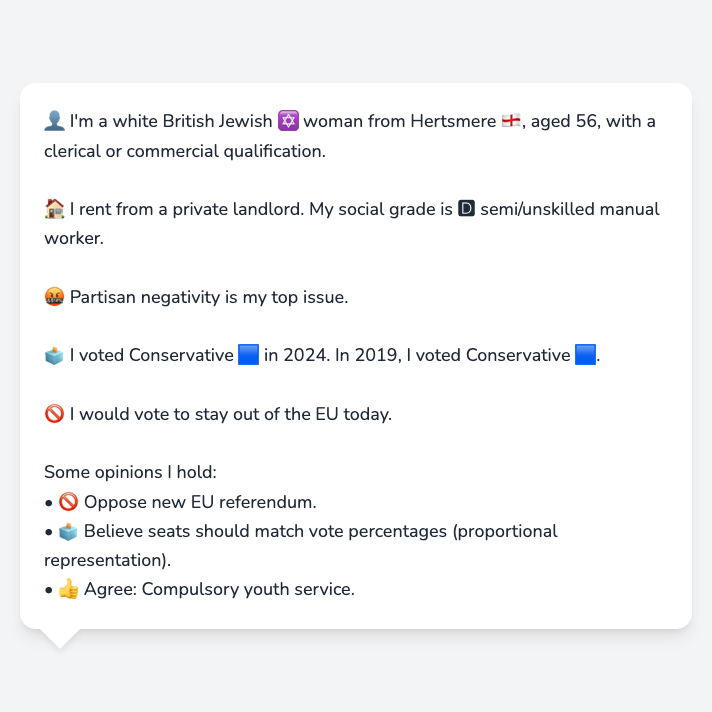 👤 I'm a white British Jewish ✡️ woman from Hertsmere 🏴󠁧󠁢󠁥󠁮󠁧󠁿, aged 56, with a
clerical or commercial qualification.
🏠 I rent from a private landlord. My social grade is 🅳 semi/unskilled manual
worker.
🤬 Partisan negativity is my top issue.
🗳️ I voted Conservative 🟦 in 2024. In 2019, I voted Conservative 🟦.
🚫 I would vote to stay out of the EU today.
Some opinions I hold:
• 🚫 Oppose new EU referendum.
• 🗳️ Believe seats should match vote percentages (proportional
representation).
• 👍 Agree: Compulsory youth service.